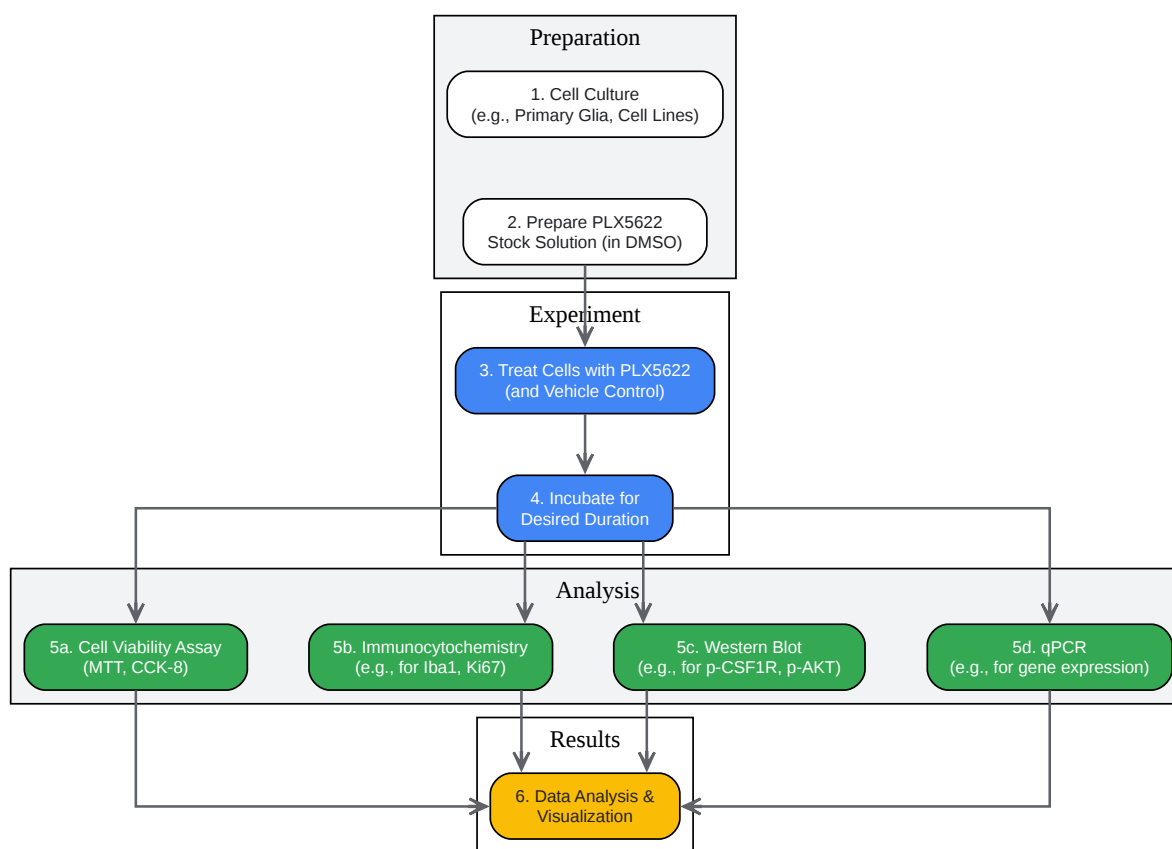 Preparation
1. Cell Culture
(e.g., Primary Glia, Cell Lines)
2. Prepare PLX5622
Stock Solution (in DMSO)
Experiment
3. Treat Cells with PLX5622
(and Vehicle Control)
4. Incubate for
Desired Duration
Analysis
5a. Cell Viability Assay
(MTT, CCK-8)
5b. Immunocytochemistry
(e.g., for Iba1, Ki67)
5c. Western Blot
(e.g., for p-CSF1R, p-AKT)
5d. qPCR
(e.g., for gene expression)
Results
6. Data Analysis &
Visualization